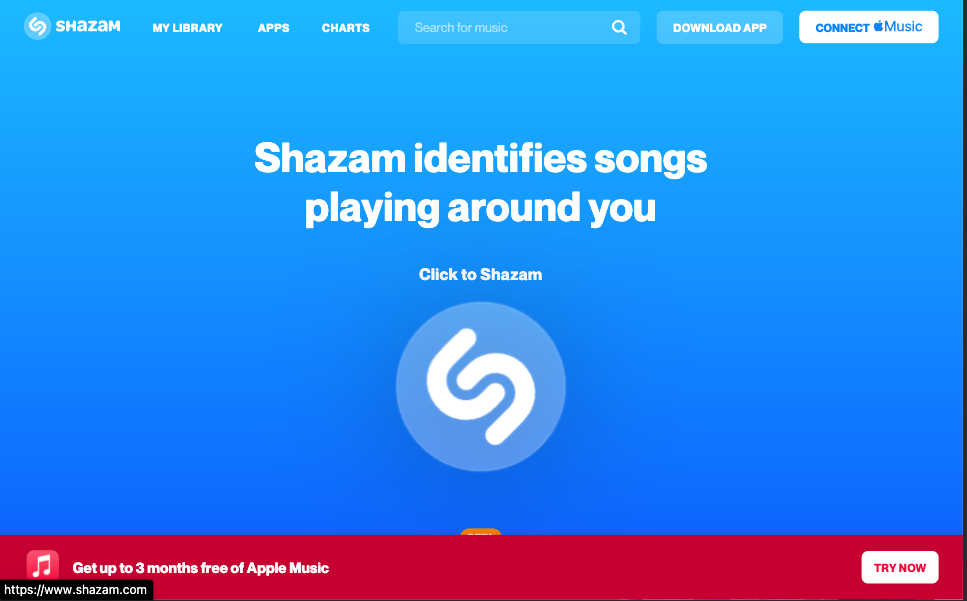 SHAZAM
MY LIBRARY
APPS
CHARTS
Search for music
DOWNLOAD APP
CONNECT Music
Shazam identifies songs
playing around you
Click to Shazam
Get up to 3 months free of Apple Music
TRY NOW
https://www.shazam.com